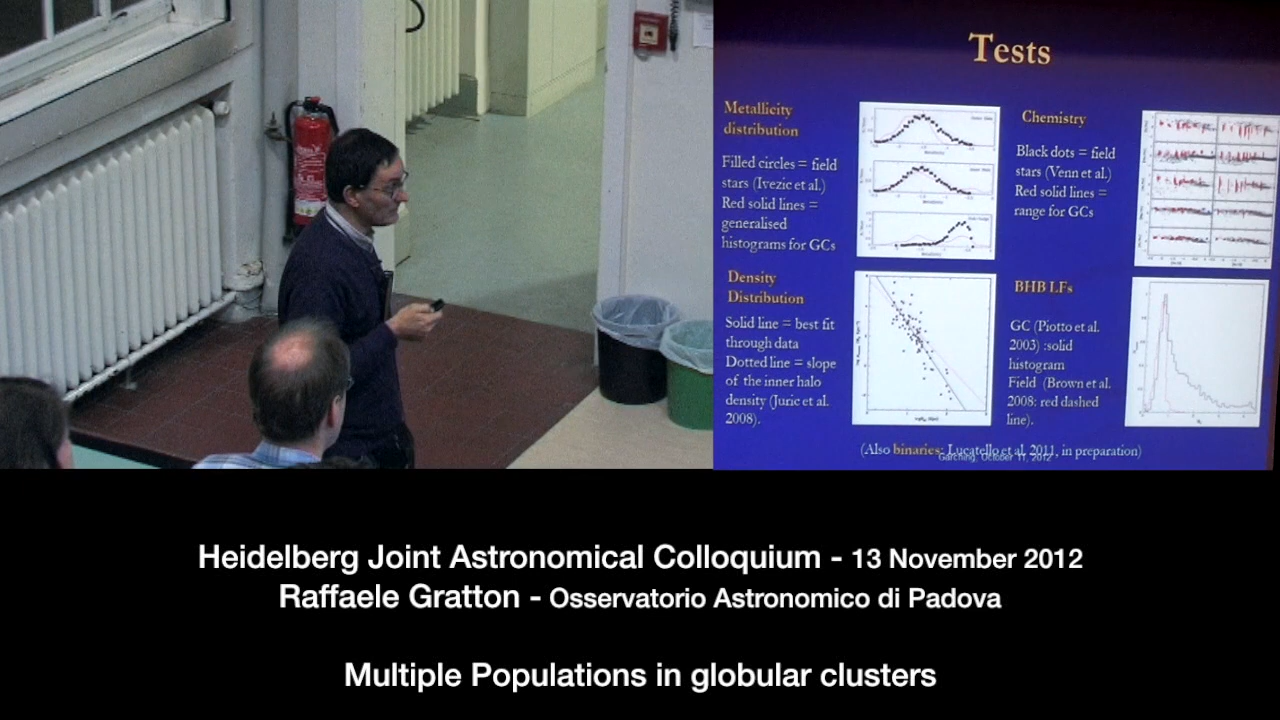 Tests
Metallicity
distribution
Filled circles = field
stars (Ivezic et al.)
Red solid lines =
generalised
histograms for GCs
Chemistry
Black dots = field
stars (Venn et al.)
Red solid lines =
range for GCs
Density
Distribution
Solid line = best fit
through data
Dotted line = slope
of the inner halo
density (Juric et al.
2008).
BHB LFs
GC (Piotto et al.
2003) :solid
histogram
Field (Brown et al.
2008: red dashed
line).
(Also binaries: Lucatello et al. 2011, in preparation)
Garching, October 11, 2012
Heidelberg Joint Astronomical Colloquium - 13 November 2012
Raffaele Gratton - Osservatorio Astronomico di Padova
Multiple Populations in globular clusters